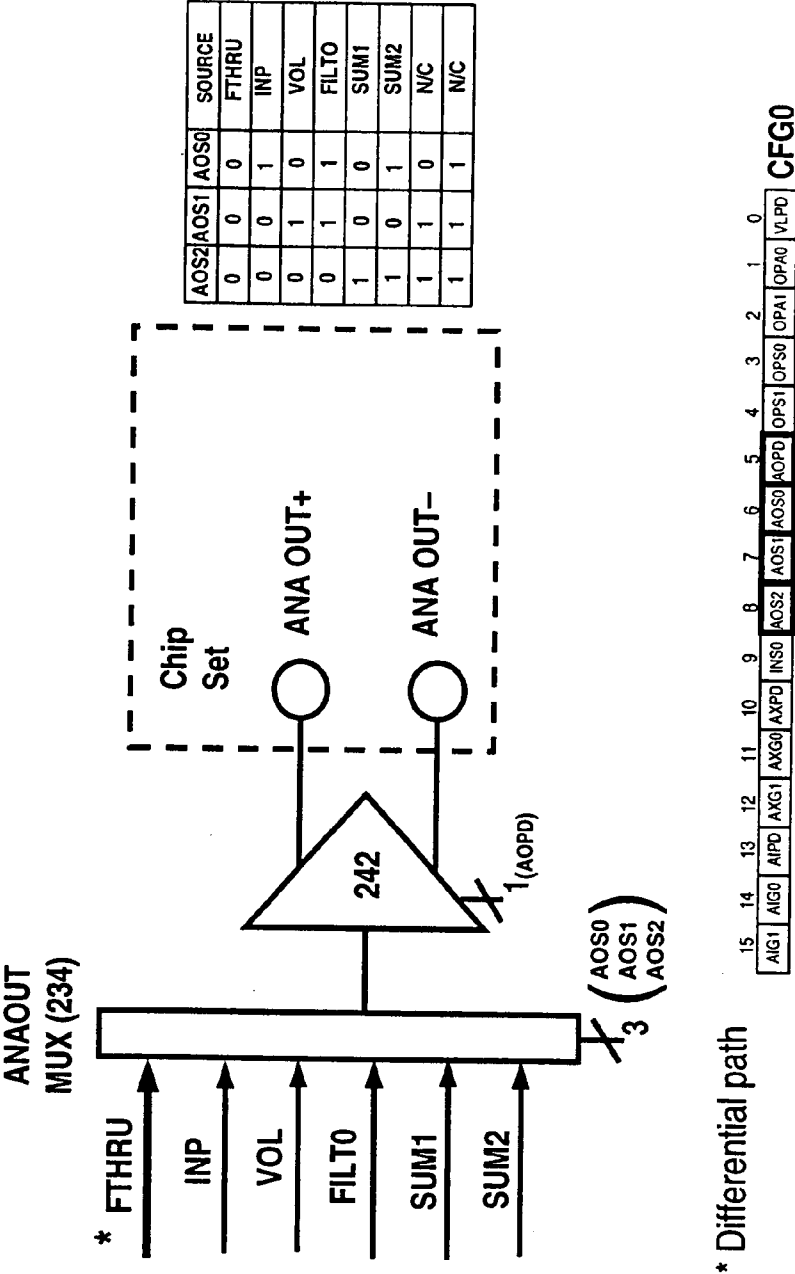 ANAOUT
MUX (234)
* FTHRU
INP
VOL
FILT0
SUM1
SUM2
3
(AOS0
AOS1
AOS2)
242
1(AOPD)
Chip
Set
ANA OUT+
ANA OUT–
AOS2 AOS1 AOS0 SOURCE
0 0 0 FTHRU
0 0 1 INP
0 1 0 VOL
0 1 1 FILTO
1 0 0 SUM1
1 0 1 SUM2
1 1 0 N/C
1 1 1 N/C
* Differential path
15 14 13 12 11 10 9 8 7 6 5 4 3 2 1 0
AIG1 AIG0 AIPD AXG1 AXG0 AXPD INS0 AOS2 AOS1 AOS0 AOPD OPS1 OPS0 OPA1 OPA0 VLPD CFG0